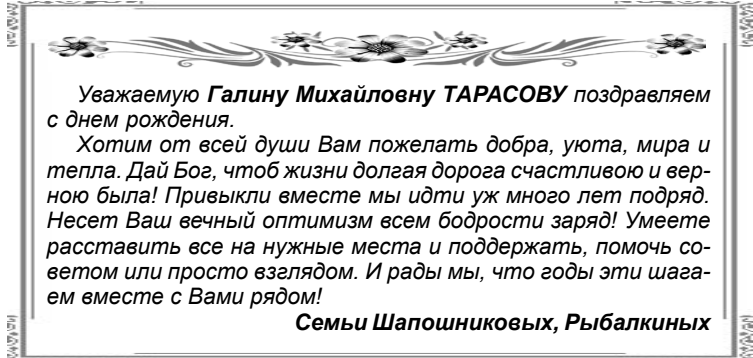 Уважаемую Галину Михайловну ТАРАСОВУ поздравляем
с днем рождения.
Хотим от всей души Вам пожелать добра, уюта, мира и
тепла. Дай Бог, чтоб жизни долгая дорога счастливою и вер-
ною была! Привыкли вместе мы идти уж много лет подряд.
Несет Ваш вечный оптимизм всем бодрости заряд! Умеете
расставить все на нужные места и поддержать, помочь со-
ветом или просто взглядом. И рады мы, что годы эти шага-
ем вместе с Вами рядом!
Семьи Шапошниковых, Рыбалкиных